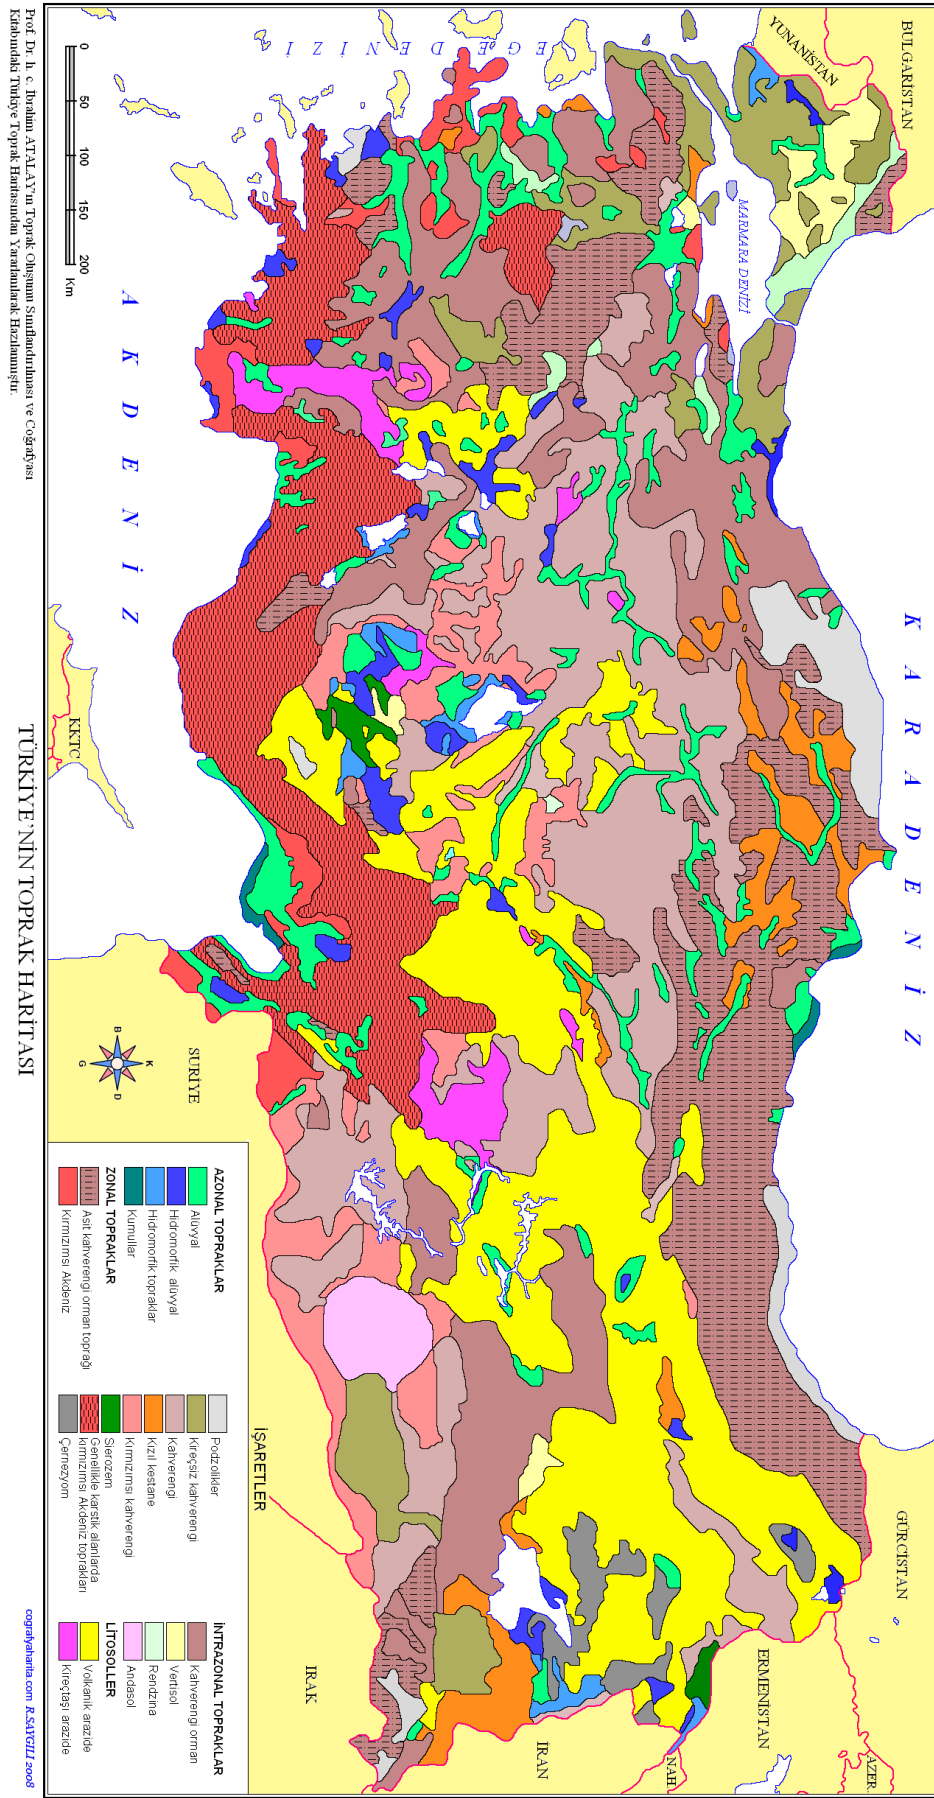 BULGARİSTAN
YUNANİSTAN
MARMARA DENİZİ
EGE DENİZİ
KARADENİZ
AKDENİZ
GÜRCİSTAN
ERMENİSTAN
AZER.
NAH.
İRAN
IRAK
SURİYE
KKTC
K
B
D
G
0 50 100 150 200
Km
İŞARETLER
AZONAL TOPRAKLAR
Alüvyal
Hidromorfik alüvyal
Hidromorfik topraklar
Kumullar
ZONAL TOPRAKLAR
Asit kahverengi orman toprağı
Kırmızımsı Akdeniz
Podzolikler
Kireçsiz kahverengi
Kahverengi
Kızıl kestane
Kırmızımsı kahverengi
Sierozem
Genellikle karstik alanlarda
kırmızımsı Akdeniz toprakları
Çernezyom
İNTRAZONAL TOPRAKLAR
Kahverengi orman
Vertisol
Rendzina
Andasol
LİTOSOLLER
Volkanik arazide
Kireçtaşı arazide
TÜRKİYE'NİN TOPRAK HARİTASI
Prof. Dr. h. c. İbrahim ATALAY'ın Toprak Oluşumu Sınıflandırılması ve Coğrafyası
Kitabındaki Türkiye Toprak Haritasından Yararlanılarak Hazırlanmıştır.
cografyaharita.com R.SAYGILI 2008